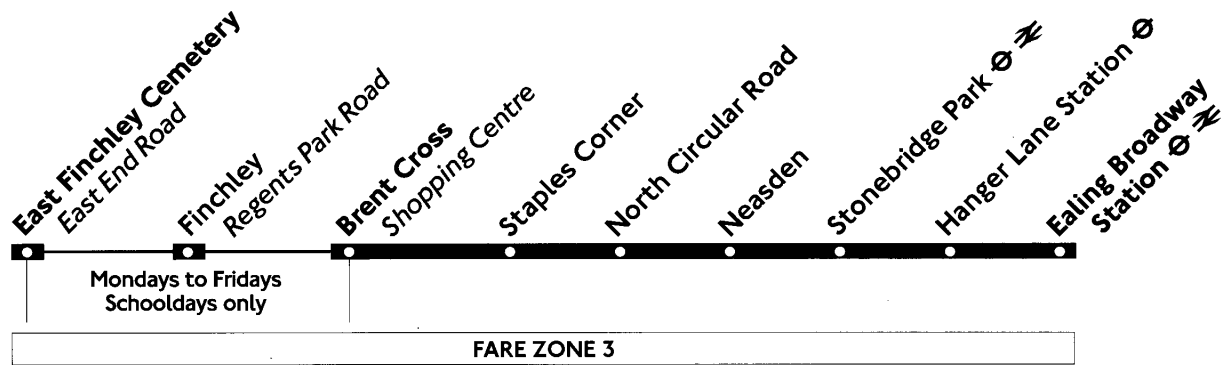 East Finchley Cemetery
East End Road
Finchley
Regents Park Road
Brent Cross
Shopping Centre
Staples Corner
North Circular Road
Neasden
Stonebridge Park
Hanger Lane Station
Ealing Broadway
Station
Mondays to Fridays
Schooldays only
FARE ZONE 3